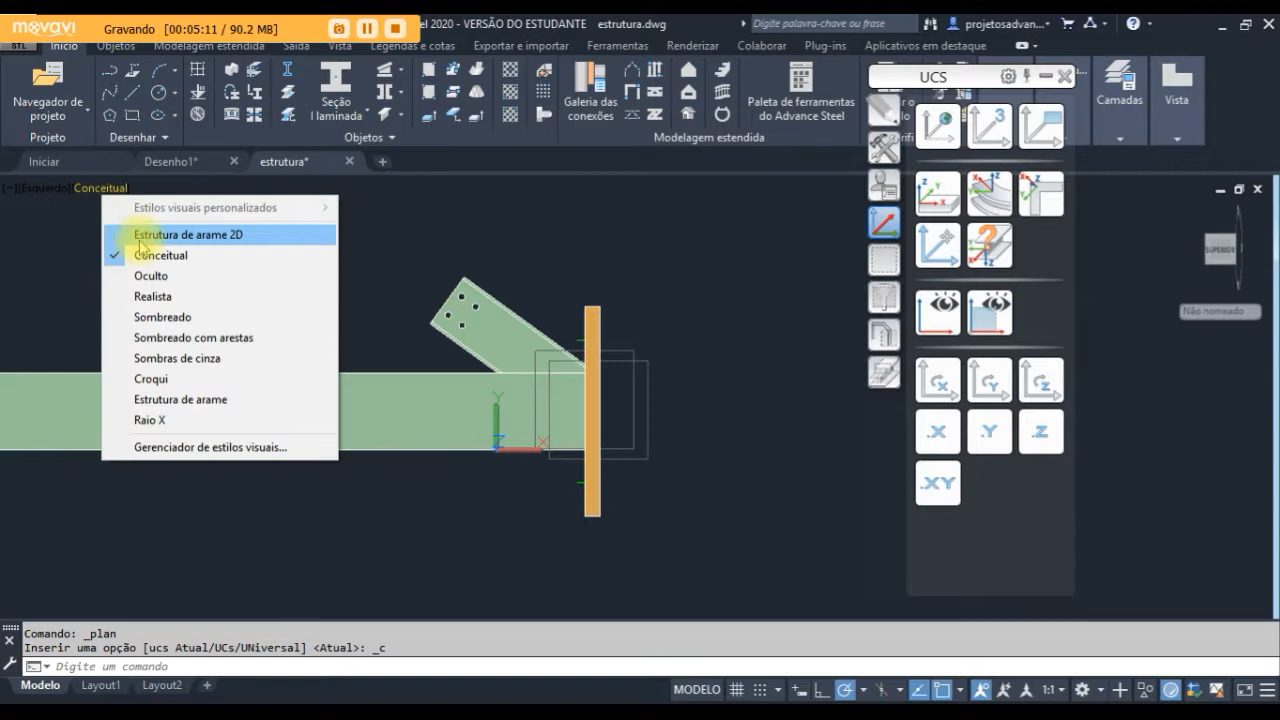 movavi
Gravando [00:05:11 / 90.2 MB]
el 2020 - VERSÃO DO ESTUDANTE estrutura.dwg
Digite palavra-chave ou frase
projetosadvan...
STL Início Objetos Modelagem estendida Saída Vista Legendas e cotas Exportar e importar Ferramentas Renderizar Colaborar Plug-ins Aplicativos em destaque
UCS
Navegador de projeto
Seção I laminada
Galeria das conexões
Paleta de ferramentas do Advance Steel
Camadas
Vista
Projeto
Desenhar
Objetos
Modelagem estendida
Iniciar
Desenho1*
estrutura*
[−][Esquerdo][Conceitual]
Estilos visuais personalizados
Estrutura de arame 2D
Conceitual
Oculto
Realista
Sombreado
Sombreado com arestas
Sombras de cinza
Croqui
Estrutura de arame
Raio X
Gerenciador de estilos visuais...
Y
Z
X
SUPERIOR
Não nomeado
.X
.Y
.Z
.XY
Comando: _plan
Inserir uma opção [ucs Atual/UCs/UNiversal] <Atual>: _c
Digite um comando
Modelo Layout1 Layout2 +
MODELO
1:1